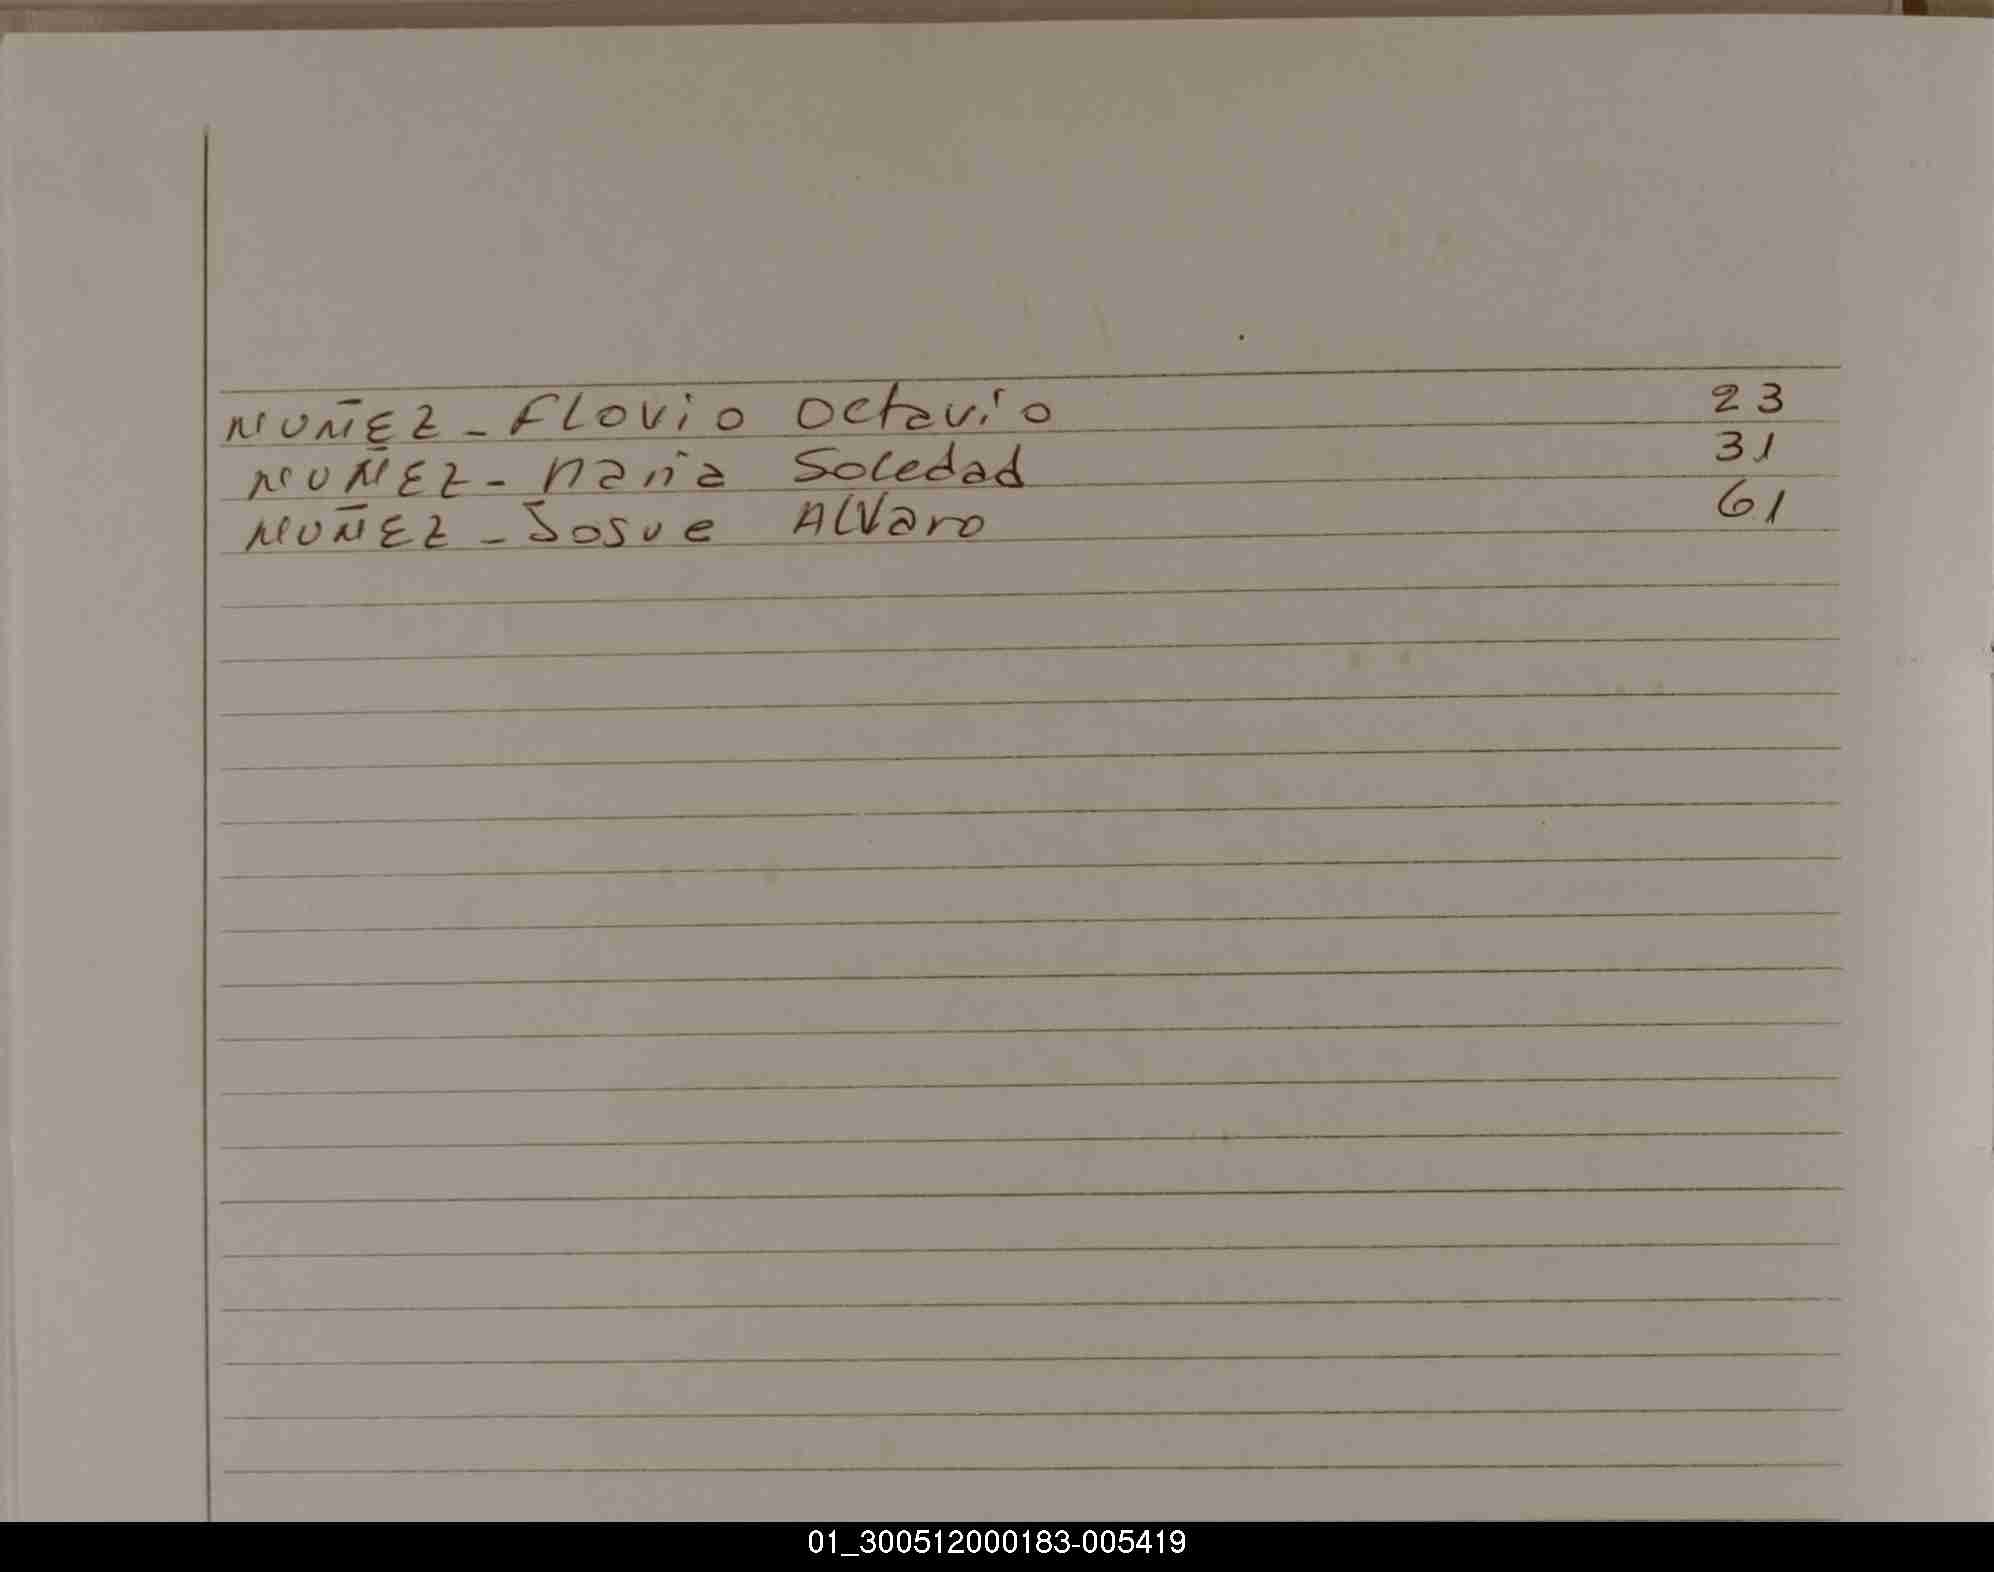 NUÑEZ - FLOViO Octavio 23
NUÑEZ - Maria Soledad 31
NUÑEZ - Josue ALVaro 61
01_300512000183-005419